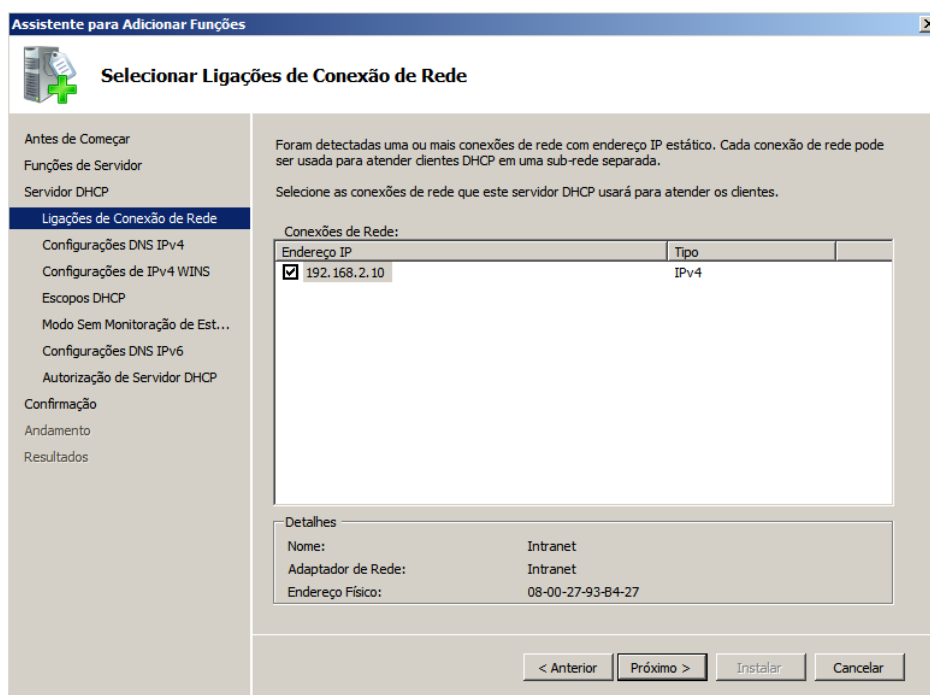 Assistente para Adicionar Funções
Selecionar Ligações de Conexão de Rede
Antes de Começar
Funções de Servidor
Servidor DHCP
Ligações de Conexão de Rede
Configurações DNS IPv4
Configurações de IPv4 WINS
Escopos DHCP
Modo Sem Monitoração de Est...
Configurações DNS IPv6
Autorização de Servidor DHCP
Confirmação
Andamento
Resultados
Foram detectadas uma ou mais conexões de rede com endereço IP estático. Cada conexão de rede pode
ser usada para atender clientes DHCP em uma sub-rede separada.
Selecione as conexões de rede que este servidor DHCP usará para atender os clientes.
Conexões de Rede:
Endereço IP Tipo
192.168.2.10 IPv4
Detalhes
Nome: Intranet
Adaptador de Rede: Intranet
Endereço Físico: 08-00-27-93-B4-27
< Anterior Próximo > Instalar Cancelar